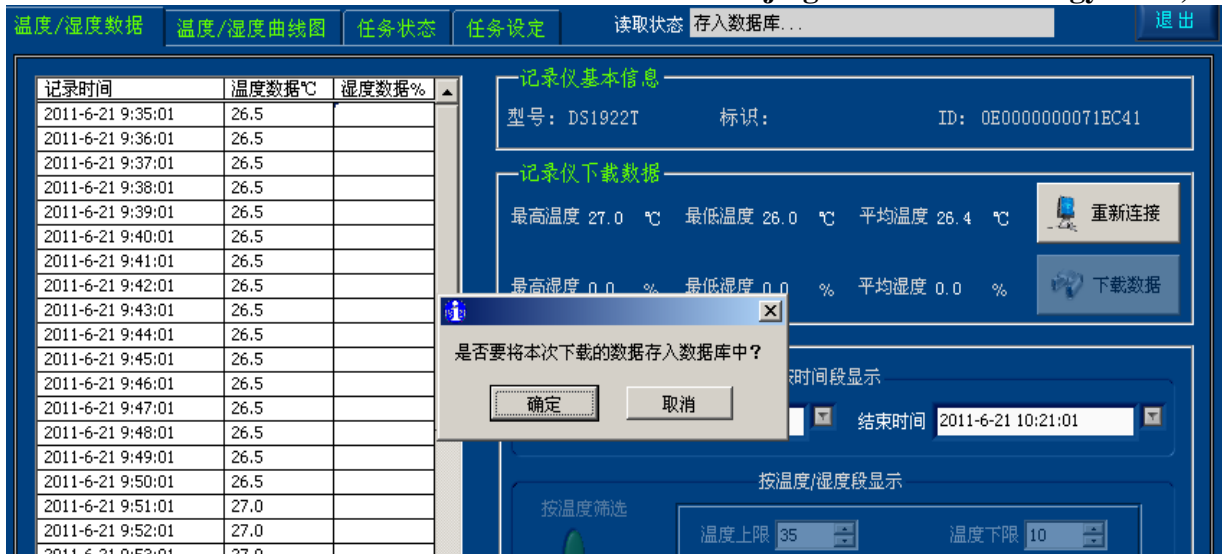 温度/湿度数据 温度/湿度曲线图 任务状态 任务设定 读取状态 存入数据库... 退出
记录时间 温度数据℃ 湿度数据%
2011-6-21 9:35:01 26.5
2011-6-21 9:36:01 26.5
2011-6-21 9:37:01 26.5
2011-6-21 9:38:01 26.5
2011-6-21 9:39:01 26.5
2011-6-21 9:40:01 26.5
2011-6-21 9:41:01 26.5
2011-6-21 9:42:01 26.5
2011-6-21 9:43:01 26.5
2011-6-21 9:44:01 26.5
2011-6-21 9:45:01 26.5
2011-6-21 9:46:01 26.5
2011-6-21 9:47:01 26.5
2011-6-21 9:48:01 26.5
2011-6-21 9:49:01 26.5
2011-6-21 9:50:01 26.5
2011-6-21 9:51:01 27.0
2011-6-21 9:52:01 27.0
2011-6-21 9:53:01 27.0
记录仪基本信息
型号: DS1922T 标识: ID: 0E0000000071EC41
记录仪下载数据
最高温度 27.0 ℃ 最低温度 26.0 ℃ 平均温度 26.4 ℃ 重新连接
最高湿度 0.0 % 最低湿度 0.0 % 平均湿度 0.0 % 下载数据
是否要将本次下载的数据存入数据库中?
确定 取消
按时间段显示
结束时间 2011-6-21 10:21:01
按温度/湿度段显示
按温度筛选
温度上限 35 温度下限 10